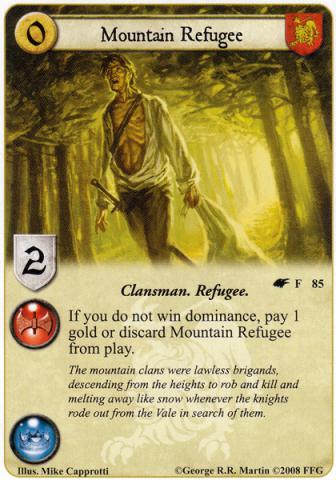 0
Mountain Refugee
2
Clansman. Refugee.
F 85
If you do not win dominance, pay 1
gold or discard Mountain Refugee
from play.
The mountain clans were lawless brigands,
descending from the heights to rob and kill and
melting away like snow whenever the knights
rode out from the Vale in search of them.
Illus. Mike Capprotti
©George R.R. Martin ©2008 FFG